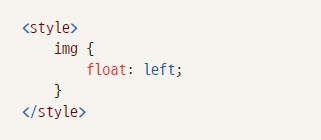 <style>
    img {
        float: left;
    }
</style>